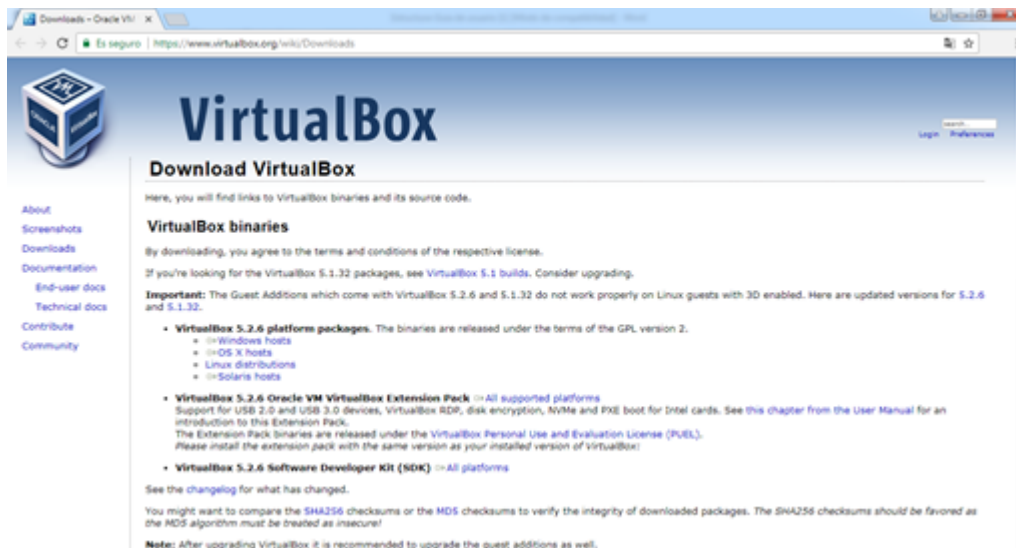 Downloads – Oracle VM
Es seguro | https://www.virtualbox.org/wiki/Downloads
VirtualBox
search...
Login Preferences
Download VirtualBox
Here, you will find links to VirtualBox binaries and its source code.
About
Screenshots
Downloads
Documentation
End-user docs
Technical docs
Contribute
Community
VirtualBox binaries
By downloading, you agree to the terms and conditions of the respective license.
If you're looking for the VirtualBox 5.1.32 packages, see VirtualBox 5.1 builds. Consider upgrading.
Important: The Guest Additions which come with VirtualBox 5.2.6 and 5.1.32 do not work properly on Linux guests with 3D enabled. Here are updated versions for 5.2.6
and 5.1.32.
• VirtualBox 5.2.6 platform packages. The binaries are released under the terms of the GPL version 2.
Windows hosts
OS X hosts
Linux distributions
Solaris hosts
• VirtualBox 5.2.6 Oracle VM VirtualBox Extension Pack All supported platforms
Support for USB 2.0 and USB 3.0 devices, VirtualBox RDP, disk encryption, NVMe and PXE boot for Intel cards. See this chapter from the User Manual for an
introduction to this Extension Pack.
The Extension Pack binaries are released under the VirtualBox Personal Use and Evaluation License (PUEL).
Please install the extension pack with the same version as your installed version of VirtualBox:
• VirtualBox 5.2.6 Software Developer Kit (SDK) All platforms
See the changelog for what has changed.
You might want to compare the SHA256 checksums or the MD5 checksums to verify the integrity of downloaded packages. The SHA256 checksums should be favored as
the MD5 algorithm must be treated as insecure!
Note: After upgrading VirtualBox it is recommended to upgrade the guest additions as well.